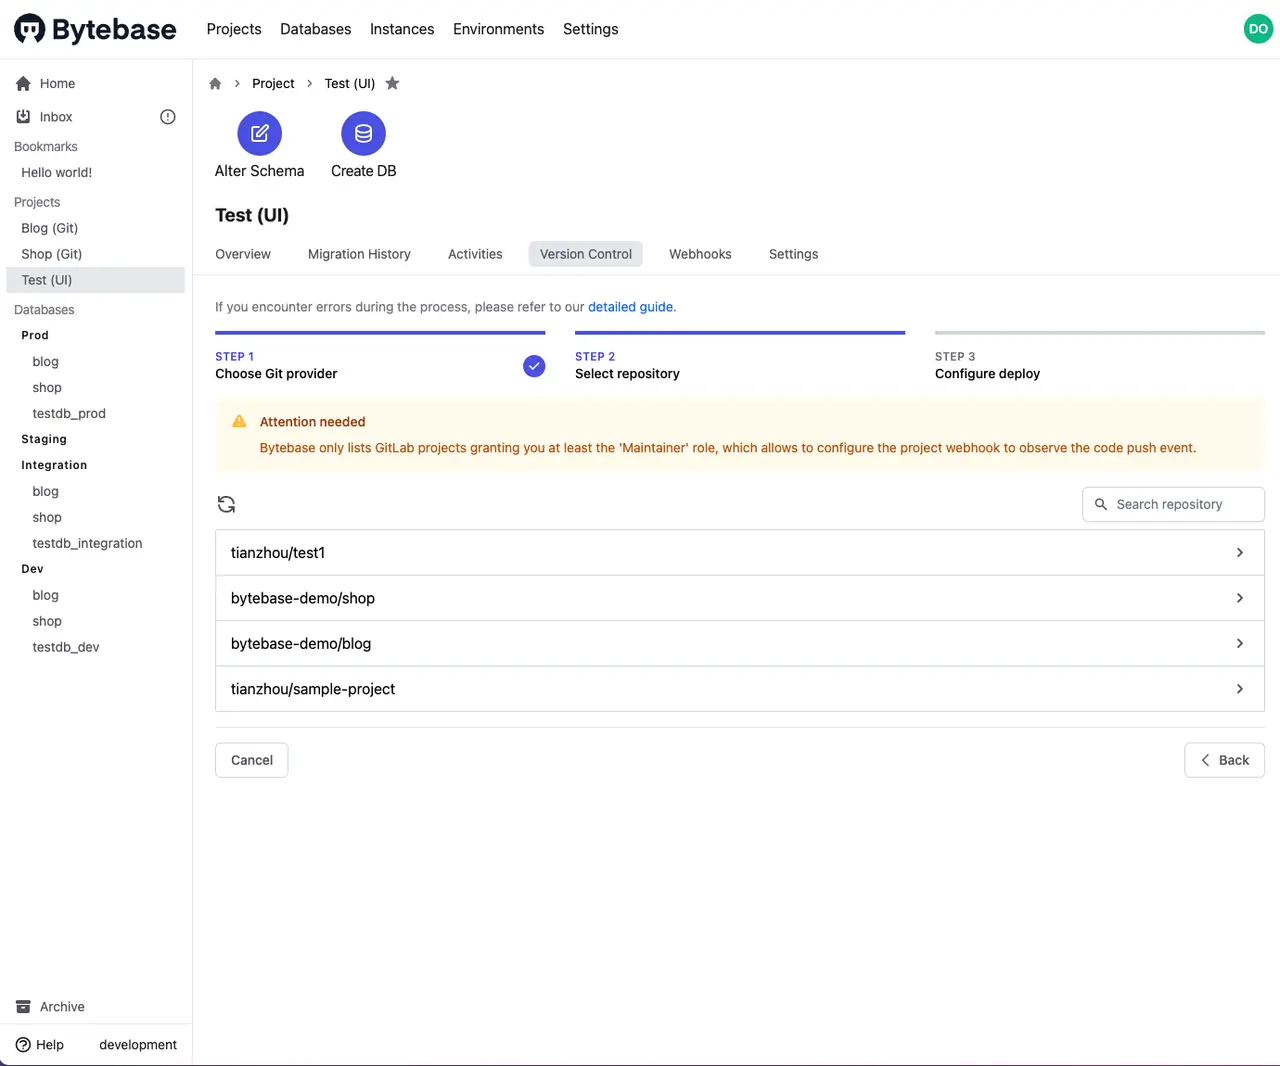 Bytebase
Projects Databases Instances Environments Settings
DO
Home
Inbox
Bookmarks
Hello world!
Projects
Blog (Git)
Shop (Git)
Test (UI)
Databases
Prod
blog
shop
testdb_prod
Staging
Integration
blog
shop
testdb_integration
Dev
blog
shop
testdb_dev
Archive
Help development
Project Test (UI)
Alter Schema Create DB
Test (UI)
Overview Migration History Activities Version Control Webhooks Settings
If you encounter errors during the process, please refer to our detailed guide.
STEP 1
Choose Git provider
STEP 2
Select repository
STEP 3
Configure deploy
Attention needed
Bytebase only lists GitLab projects granting you at least the 'Maintainer' role, which allows to configure the project webhook to observe the code push event.
Search repository
tianzhou/test1
bytebase-demo/shop
bytebase-demo/blog
tianzhou/sample-project
Cancel Back